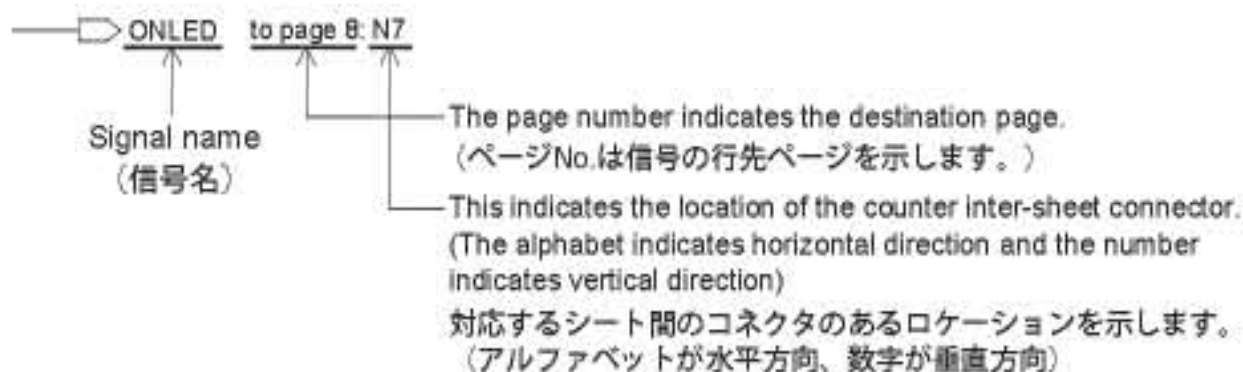 ONLED to page 8: N7
The page number indicates the destination page.
Signal name
(ページNo.は信号の行先ページを示します。)
(信号名)
This indicates the location of the counter inter-sheet connector.
(The alphabet indicates horizontal direction and the number
indicates vertical direction)
対応するシート間のコネクタのあるロケーションを示します。
(アルファベットが水平方向、数字が垂直方向)